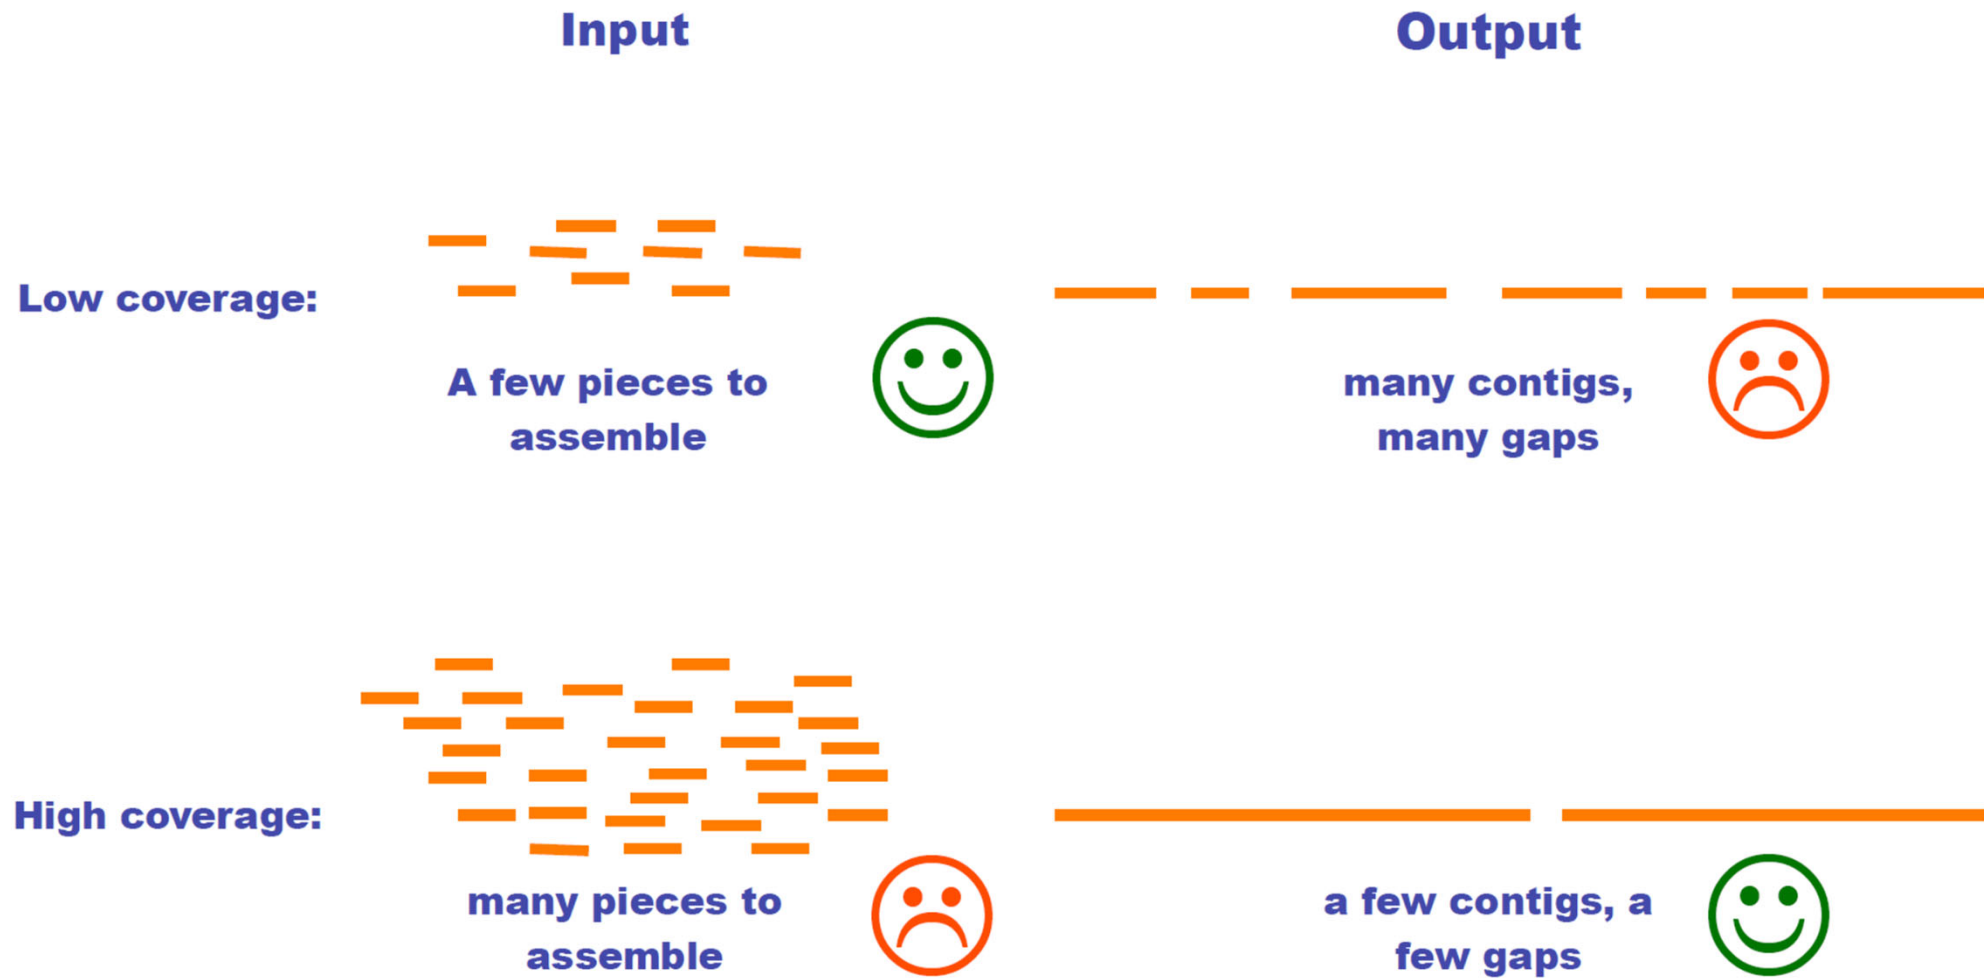 Input
Output
Low coverage:
A few pieces to
assemble
many contigs,
many gaps
High coverage:
many pieces to
assemble
a few contigs, a
few gaps